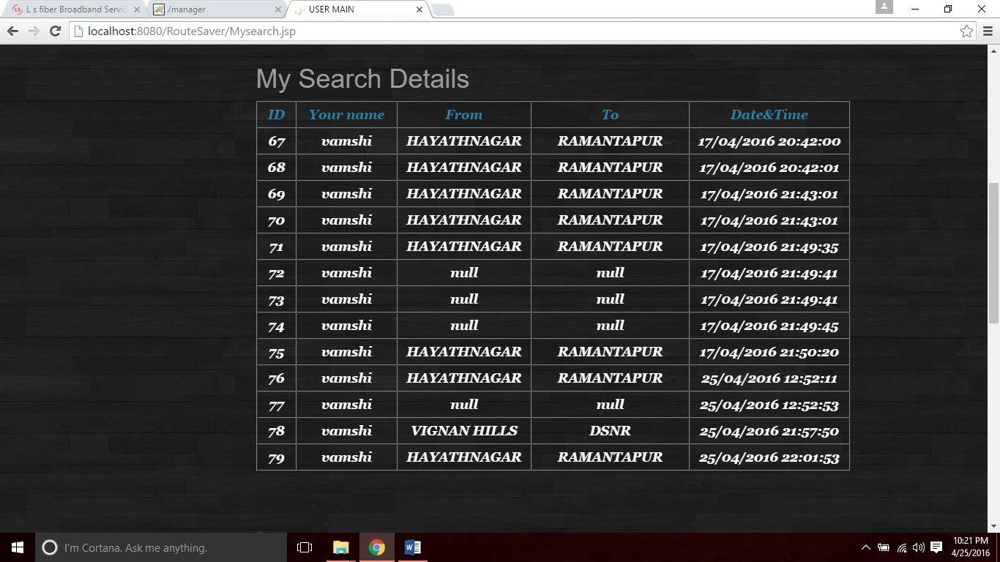 L s fiber Broadband Servic
/manager
USER MAIN
localhost:8080/RouteSaver/Mysearch.jsp
My Search Details
ID Your name From To Date&Time
67 vamshi HAYATHNAGAR RAMANTAPUR 17/04/2016 20:42:00
68 vamshi HAYATHNAGAR RAMANTAPUR 17/04/2016 20:42:01
69 vamshi HAYATHNAGAR RAMANTAPUR 17/04/2016 21:43:01
70 vamshi HAYATHNAGAR RAMANTAPUR 17/04/2016 21:43:01
71 vamshi HAYATHNAGAR RAMANTAPUR 17/04/2016 21:49:35
72 vamshi null null 17/04/2016 21:49:41
73 vamshi null null 17/04/2016 21:49:41
74 vamshi null null 17/04/2016 21:49:45
75 vamshi HAYATHNAGAR RAMANTAPUR 17/04/2016 21:50:20
76 vamshi HAYATHNAGAR RAMANTAPUR 25/04/2016 12:52:11
77 vamshi null null 25/04/2016 12:52:53
78 vamshi VIGNAN HILLS DSNR 25/04/2016 21:57:50
79 vamshi HAYATHNAGAR RAMANTAPUR 25/04/2016 22:01:53
I'm Cortana. Ask me anything.
10:21 PM
4/25/2016